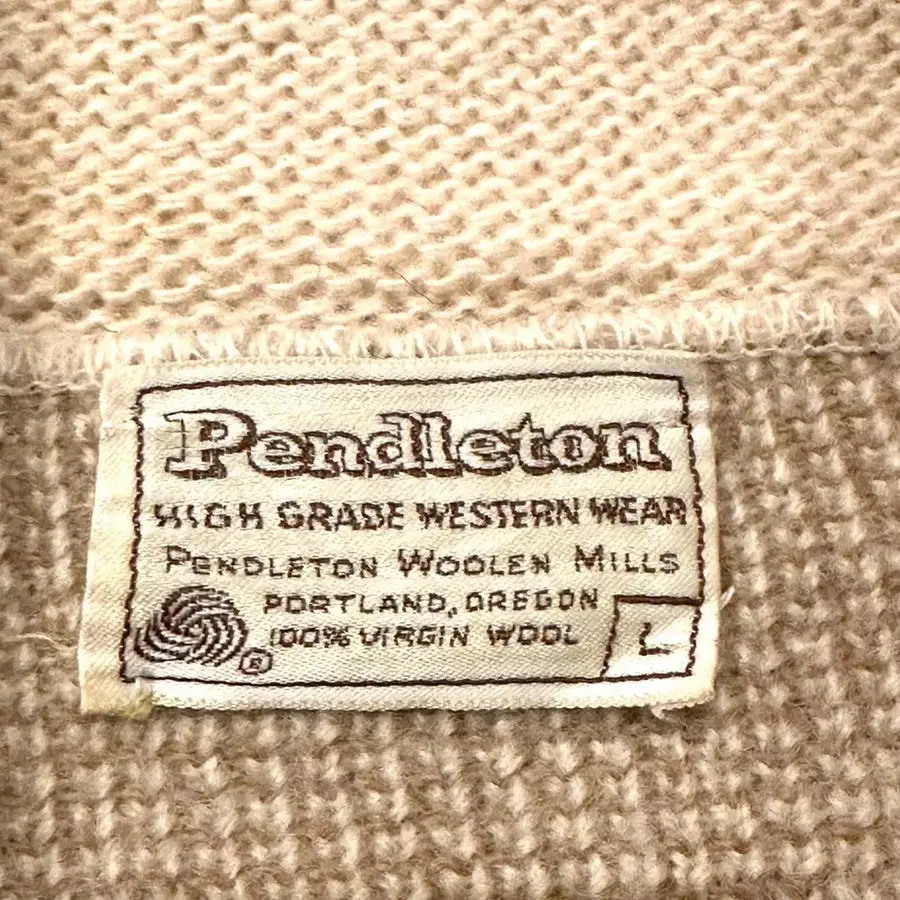 Pendleton
HIGH GRADE WESTERN WEAR
PENDLETON WOOLEN MILLS
PORTLAND, OREGON
100% VIRGIN WOOL
®
L